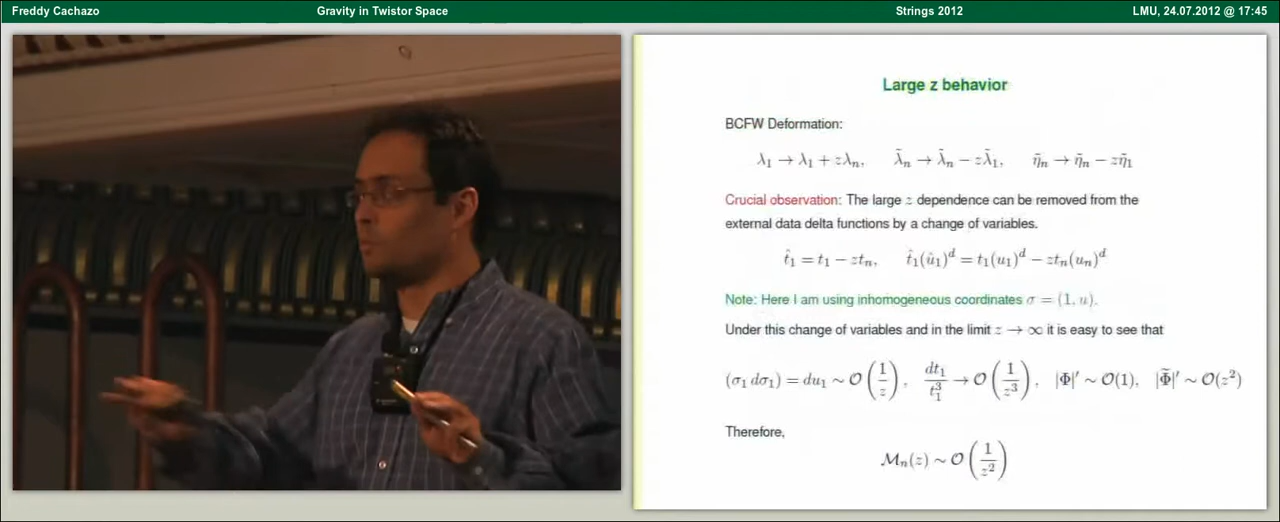 Freddy Cachazo Gravity in Twistor Space Strings 2012 LMU, 24.07.2012 @ 17:45
Large z behavior
BCFW Deformation:
λ₁ → λ₁ + zλₙ, λ̃ₙ → λ̃ₙ − zλ̃₁, η̃ₙ → η̃ₙ − zη̃₁
Crucial observation: The large z dependence can be removed from the
external data delta functions by a change of variables.
t̂₁ = t₁ − ztₙ, t̂₁(û₁)ᵈ = t₁(u₁)ᵈ − ztₙ(uₙ)ᵈ
Note: Here I am using inhomogeneous coordinates σ = (1, u).
Under this change of variables and in the limit z → ∞ it is easy to see that
(σ₁ dσ₁) = du₁ ∼ O(1/z), dt₁/t₁³ → O(1/z³), |Φ|′ ∼ O(1), |Φ̃|′ ∼ O(z²)
Therefore,
Mₙ(z) ∼ O(1/z²)